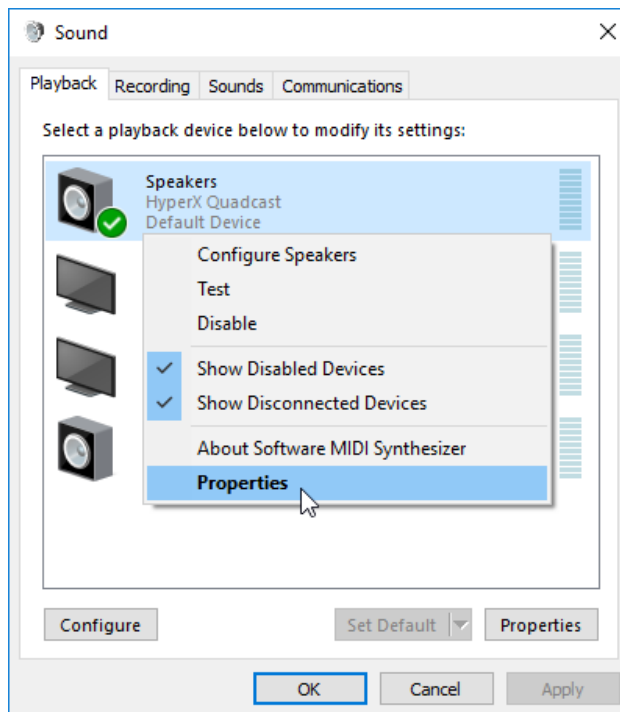 Sound
Playback Recording Sounds Communications
Select a playback device below to modify its settings:
Speakers
HyperX Quadcast
Default Device
Configure Speakers
Test
Disable
Show Disabled Devices
Show Disconnected Devices
About Software MIDI Synthesizer
Properties
Configure Set Default Properties
OK Cancel Apply